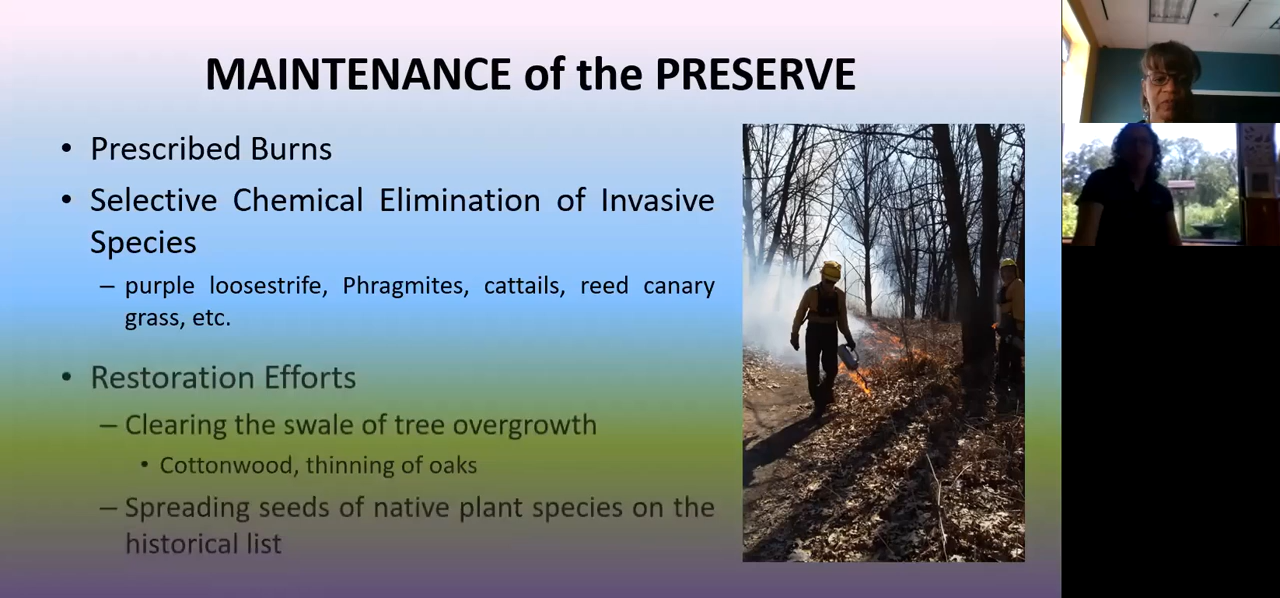 MAINTENANCE of the PRESERVE
• Prescribed Burns
• Selective Chemical Elimination of Invasive
Species
– purple loosestrife, Phragmites, cattails, reed canary
grass, etc.
• Restoration Efforts
– Clearing the swale of tree overgrowth
• Cottonwood, thinning of oaks
– Spreading seeds of native plant species on the
historical list